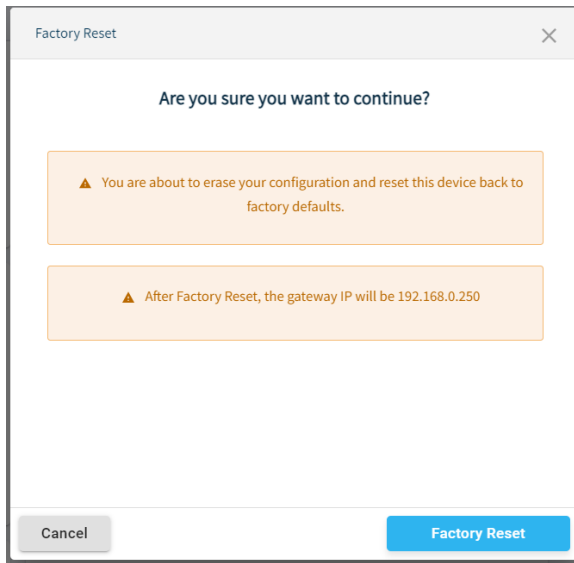 Factory Reset
Are you sure you want to continue?
You are about to erase your configuration and reset this device back to
factory defaults.
After Factory Reset, the gateway IP will be 192.168.0.250
Cancel
Factory Reset